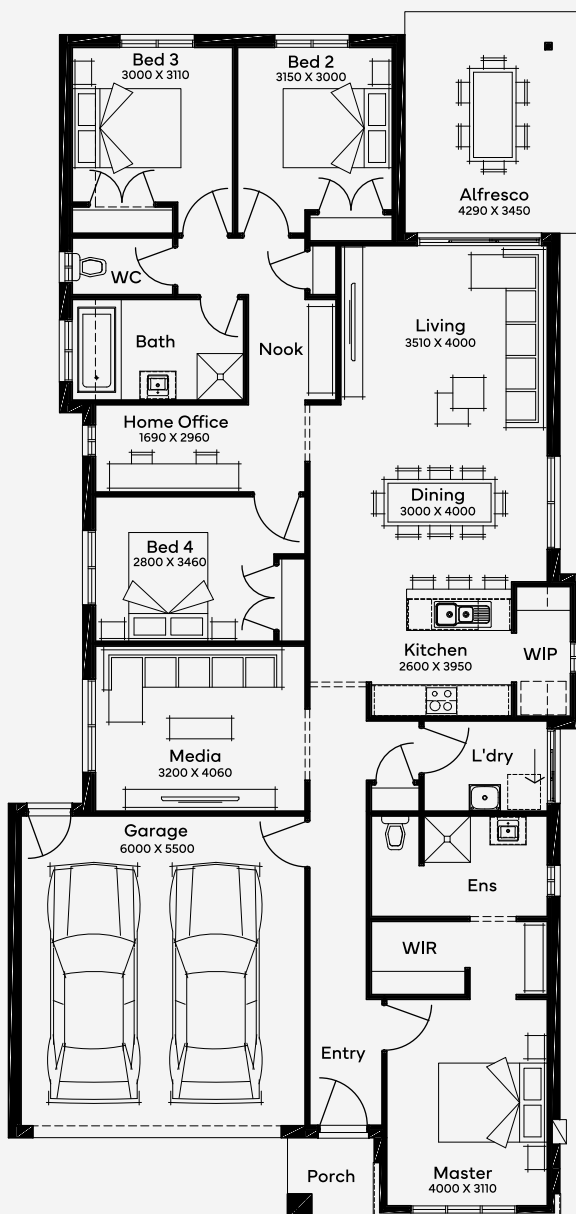 Bed 3
3000 X 3110
Bed 2
3150 X 3000
Alfresco
4290 X 3450
WC
Bath
Nook
Living
3510 X 4000
Home Office
1690 X 2960
Dining
3000 X 4000
Bed 4
2800 X 3460
Kitchen
2600 X 3950
WIP
Media
3200 X 4060
L'dry
Garage
6000 X 5500
Ens
WIR
Entry
Porch
Master
4000 X 3110